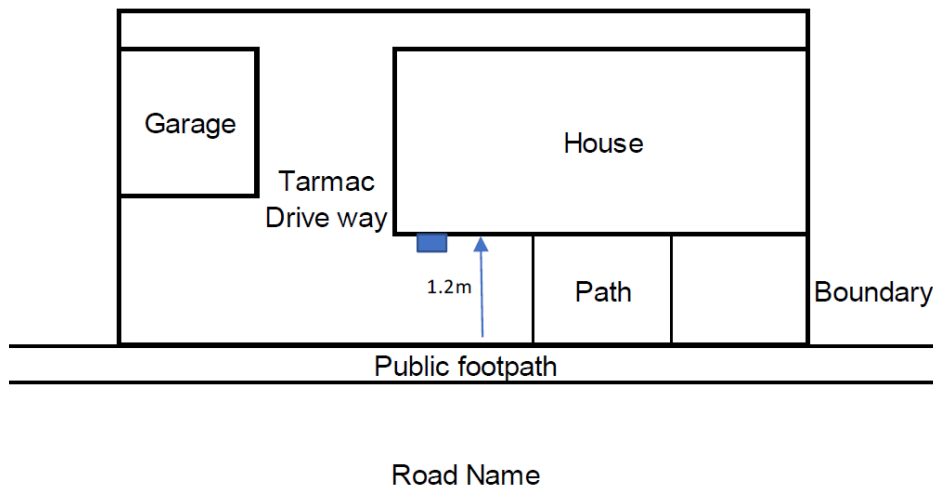 Garage
House
Tarmac
Drive way
1.2m
Path
Boundary
Public footpath
Road Name